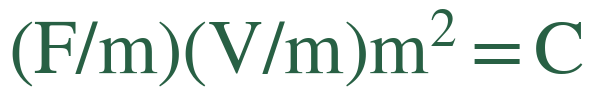 (F/m)(V/m)m² = C